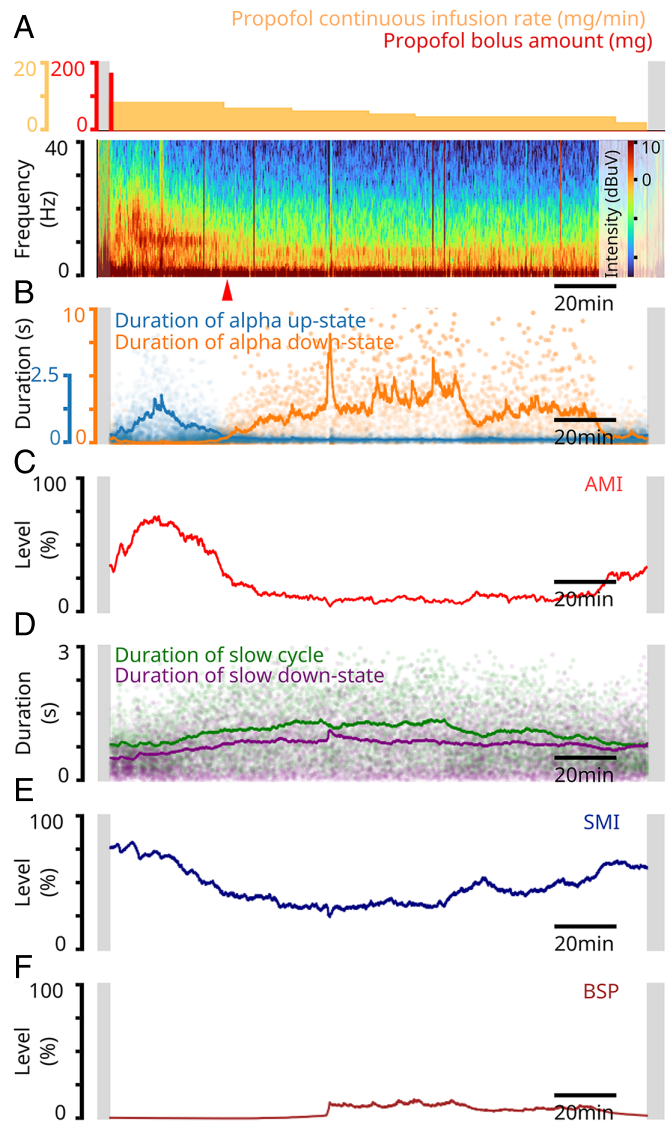 A
Propofol continuous infusion rate (mg/min)
Propofol bolus amount (mg)
20 200
0 0
40
20
0
Frequency
(Hz)
Intensity (dBuV)
10
0
20min
B
Duration of alpha up-state
Duration of alpha down-state
10
2.5
0 0
Duration (s)
20min
C
AMI
100
0
Level
(%)
20min
D
Duration of slow cycle
Duration of slow down-state
3
0
Duration
(s)
20min
E
SMI
100
0
Level
(%)
20min
F
BSP
100
0
Level
(%)
20min